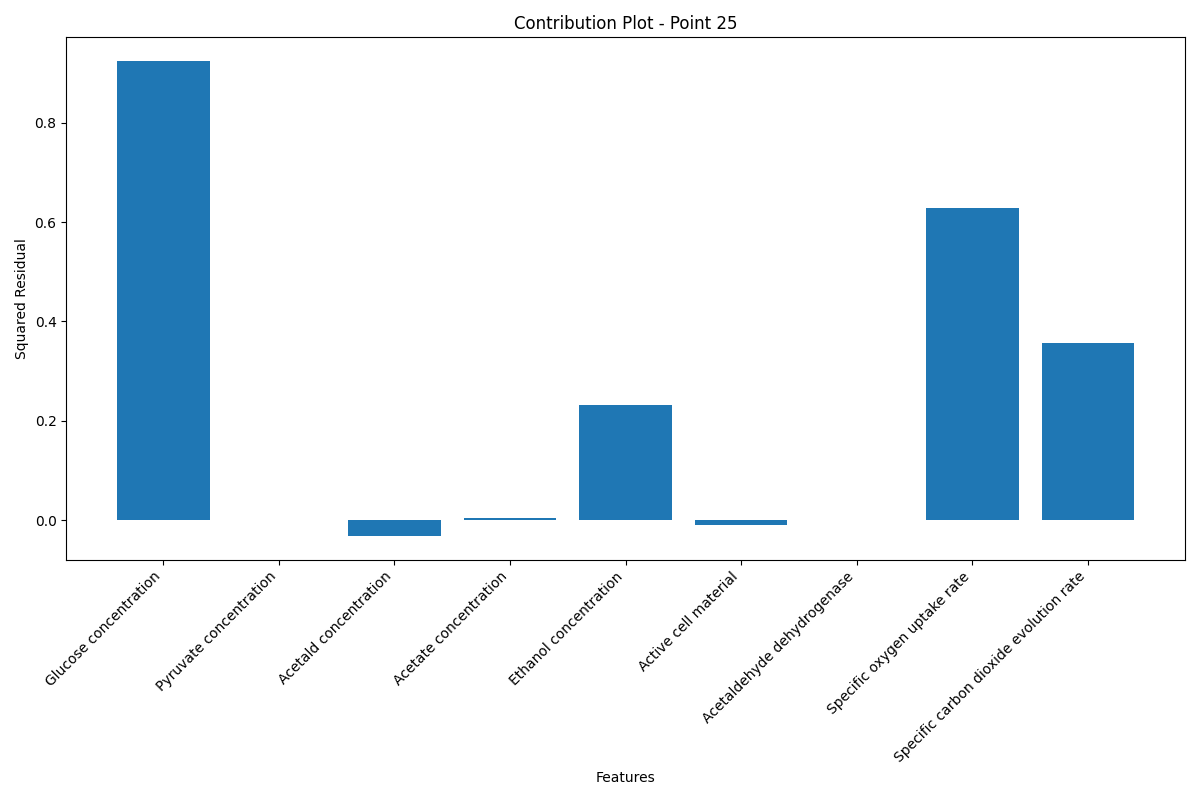 Contribution Plot - Point 25
Squared Residual
0.8
0.6
0.4
0.2
0.0
Glucose concentration
Pyruvate concentration
Acetald concentration
Acetate concentration
Ethanol concentration
Active cell material
Acetaldehyde dehydrogenase
Specific oxygen uptake rate
Specific carbon dioxide evolution rate
Features